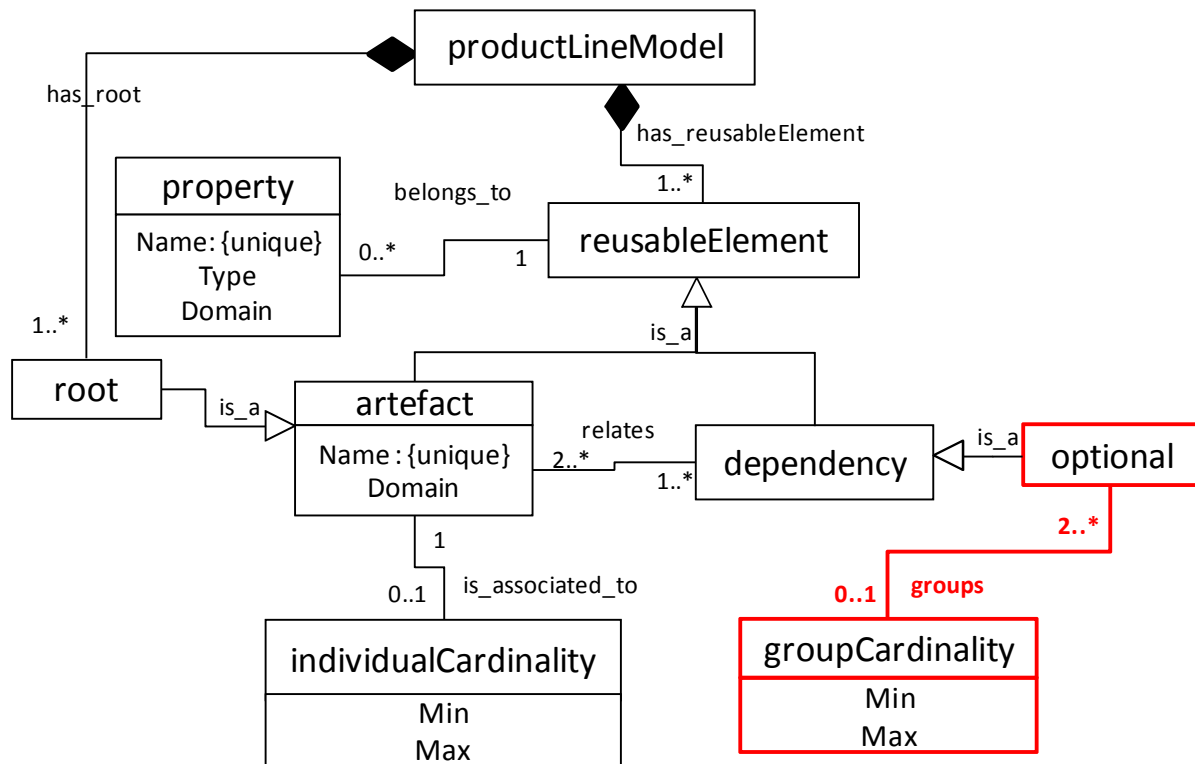 productLineModel
has_root
has_reusableElement
1..*
property
Name: {unique}
Type
Domain
belongs_to
0..*
1
reusableElement
is_a
1..*
root
is_a
artefact
Name : {unique}
Domain
relates
2..*
1..*
dependency
is_a
optional
2..*
1
0..1
is_associated_to
0..1
groups
individualCardinality
Min
Max
groupCardinality
Min
Max